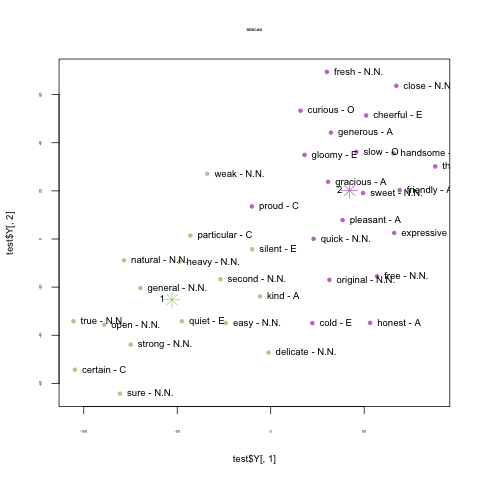 DBSCAN
fresh - N.N.
close - N.N
curious - O
cheerful - E
generous - A
gloomy - E
slow - O
handsome -
th
weak - N.N.
gracious - A
2
sweet - N.N.
friendly - A
proud - C
pleasant - A
particular - C
quick - N.N.
expressive
silent - E
natural - N.N.
heavy - N.N.
second - N.N.
original - N.N.
free - N.N.
general - N.N.
1
kind - A
true - N.N.
open - N.N.
quiet - E
easy - N.N.
cold - E
honest - A
strong - N.N.
delicate - N.N.
certain - C
sure - N.N.
test$Y[, 2]
test$Y[, 1]